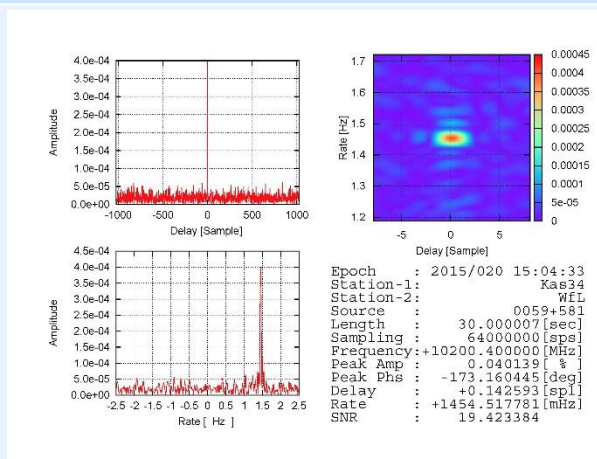 4.0e-04
3.5e-04
3.0e-04
2.5e-04
2.0e-04
1.5e-04
1.0e-04
5.0e-05
0.0e+00
Amplitude
-1000 -500 0 500 1000
Delay [Sample]
1.7
1.6
1.5
1.4
1.3
1.2
Rate [Hz]
-5 0 5
Delay [Sample]
0.00045
0.0004
0.00035
0.0003
0.00025
0.0002
0.00015
0.0001
5e-05
0
4.5e-04
4.0e-04
3.5e-04
3.0e-04
2.5e-04
2.0e-04
1.5e-04
1.0e-04
5.0e-05
0.0e+00
Amplitude
-2.5 -2 -1.5 -1 -0.5 0 0.5 1 1.5 2 2.5
Rate [ Hz ]
Epoch : 2015/020 15:04:33
Station-1: Kas34
Station-2: WfL
Source : 0059+581
Length : 30.000007[sec]
Sampling : 64000000[sps]
Frequency:+10200.400000[MHz]
Peak Amp : 0.040139[ % ]
Peak Phs : -173.160445[deg]
Delay : +0.142593[spl]
Rate : +1454.517781[mHz]
SNR : 19.423384